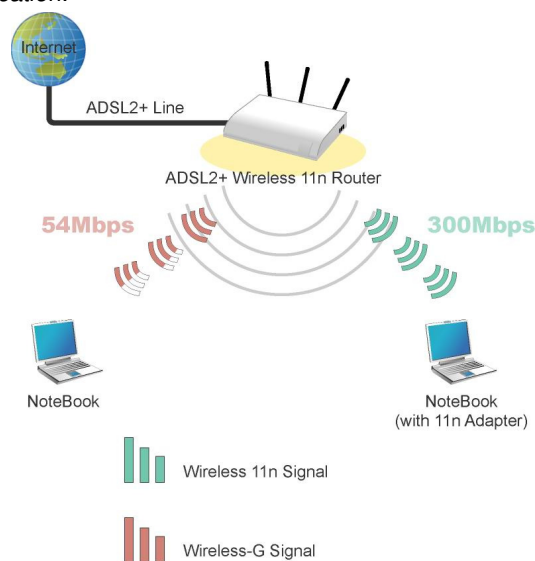 Internet
ADSL2+ Line
ADSL2+ Wireless 11n Router
54Mbps
300Mbps
NoteBook
NoteBook
(with 11n Adapter)
Wireless 11n Signal
Wireless-G Signal